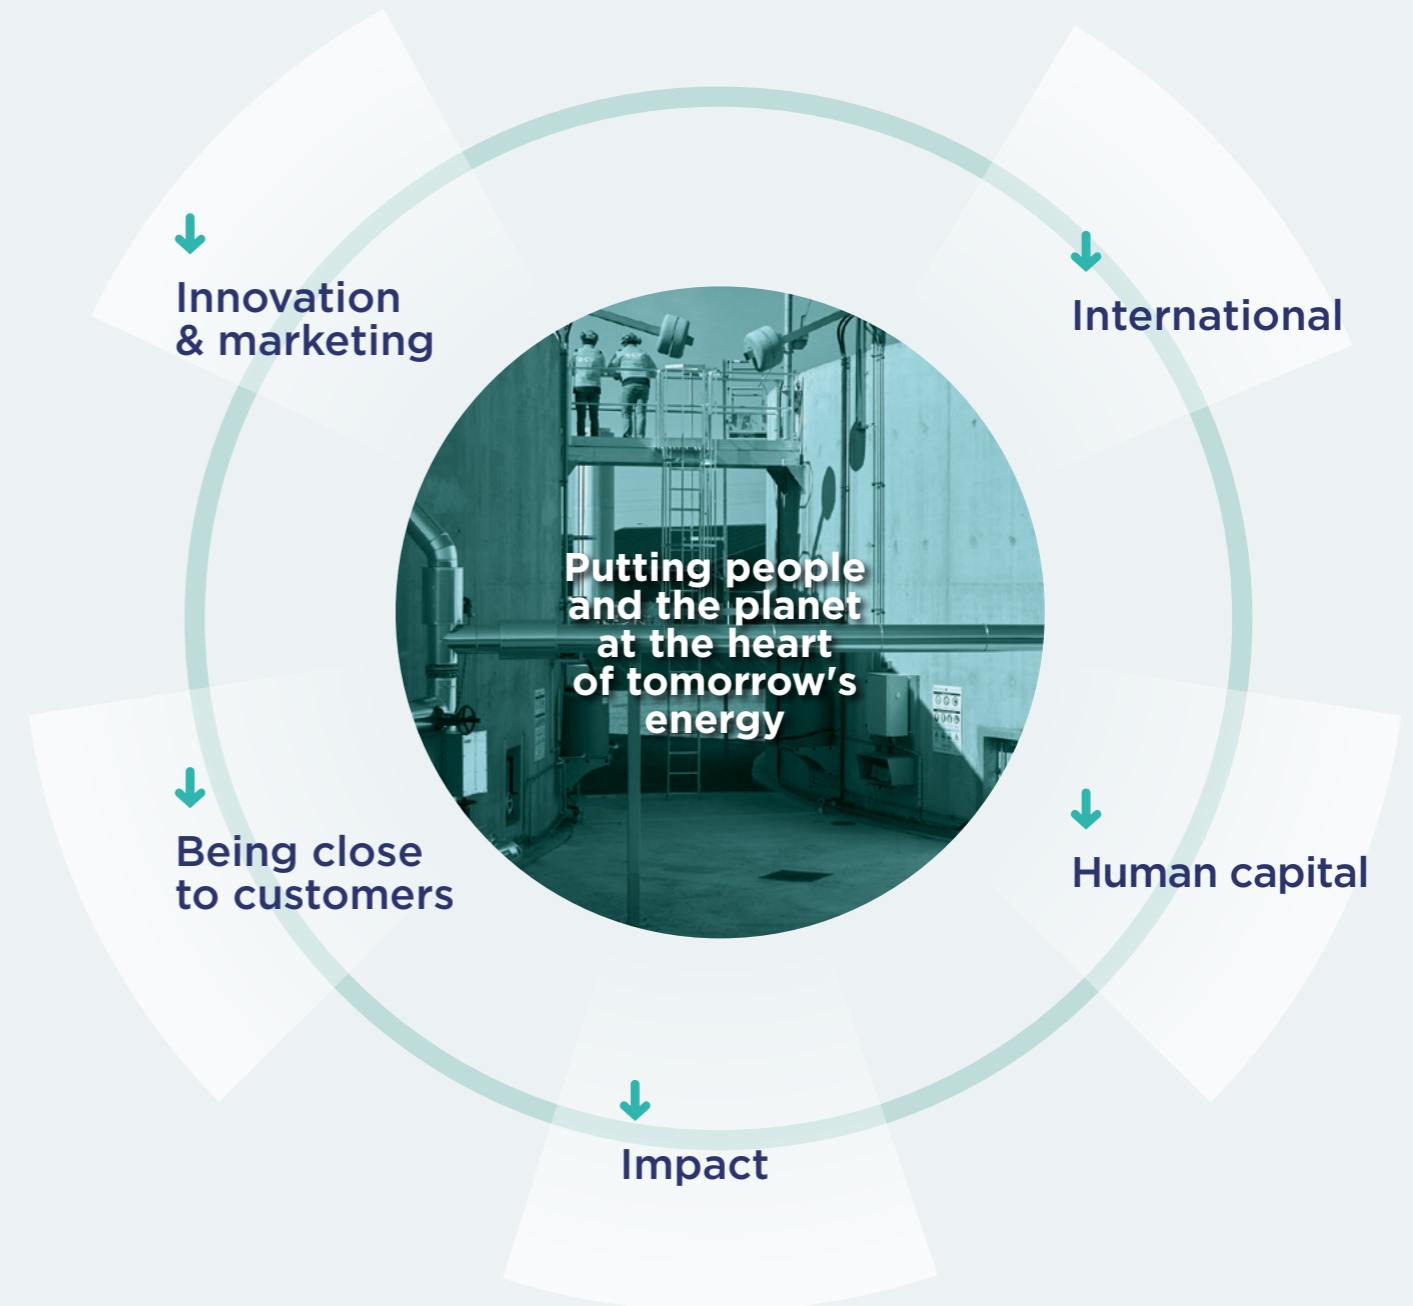 Innovation
& marketing
International
Putting people
and the planet
at the heart
of tomorrow's
energy
Being close
to customers
Human capital
Impact